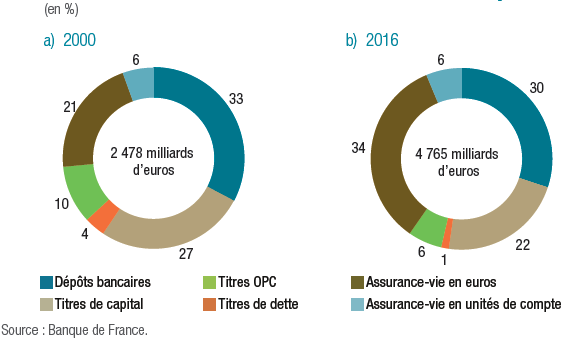 (en %)
a) 2000
b) 2016
6
33
21
2 478 milliards
d’euros
10
4
27
6
30
34
4 765 milliards
d’euros
6
1
22
Dépôts bancaires
Titres OPC
Assurance-vie en euros
Titres de capital
Titres de dette
Assurance-vie en unités de compte
Source : Banque de France.